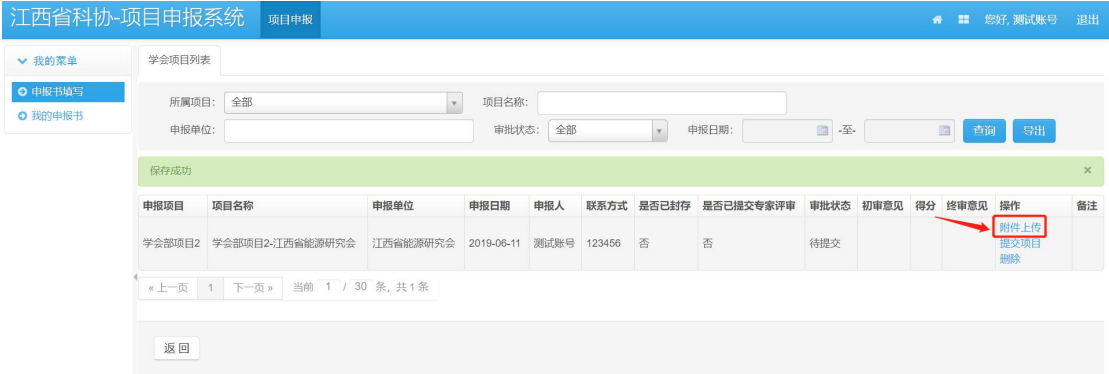 江西省科协-项目申报系统 项目申报 您好, 测试账号 退出
我的菜单
申报书填写
我的申报书
学会项目列表
所属项目: 全部 项目名称:
申报单位: 审批状态: 全部 申报日期: -至- 查询 导出
保存成功 ×
申报项目 项目名称 申报单位 申报日期 申报人 联系方式 是否已封存 是否已提交专家评审 审批状态 初审意见 得分 终审意见 操作 备注
学会部项目2 学会部项目2-江西省能源研究会 江西省能源研究会 2019-06-11 测试账号 123456 否 否 待提交 附件上传
提交项目
删除
« 上一页 1 下一页 » 当前 1 / 30 条, 共 1 条
返 回